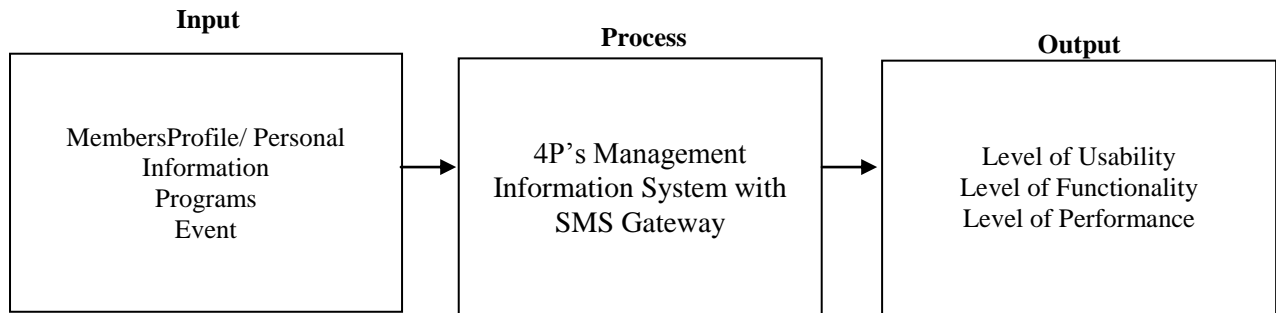 Input
MembersProfile/ Personal
Information
Programs
Event
Process
4P’s Management
Information System with
SMS Gateway
Output
Level of Usability
Level of Functionality
Level of Performance